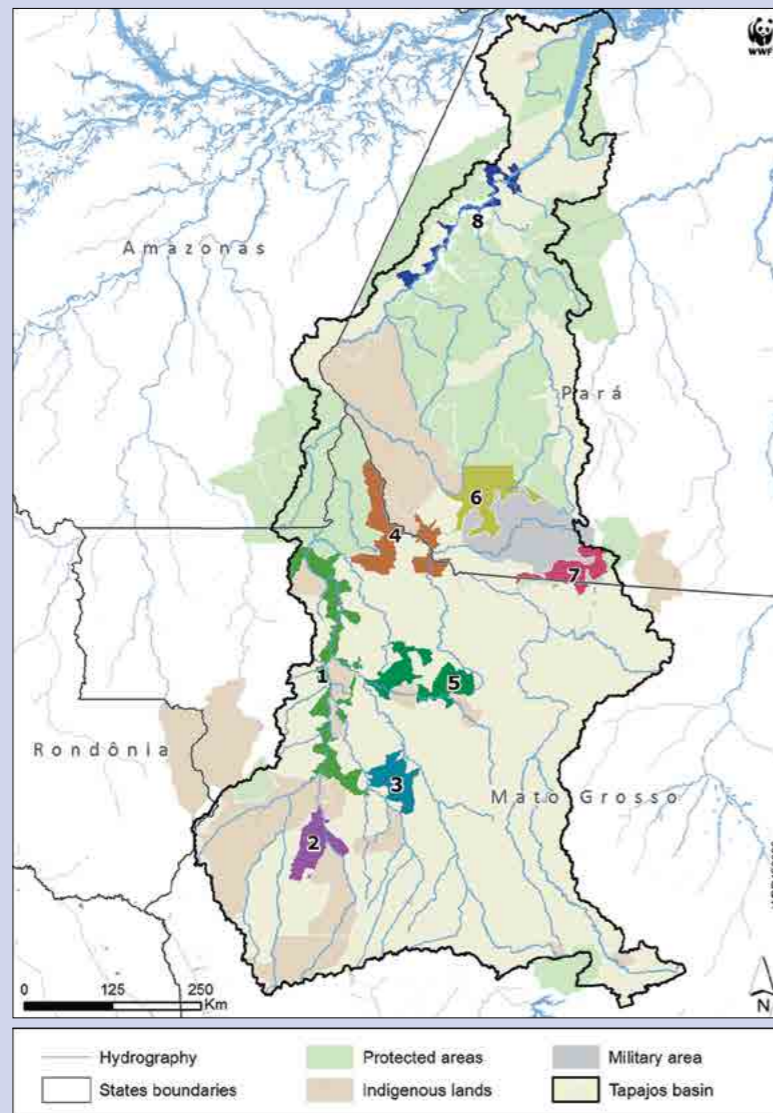 WWF
Amazonas
8
Pará
6
4
7
1
5
Rondônia
3
Mato Grosso
2
0 125 250
Km
N
Hydrography
Protected areas
Military area
States boundaries
Indigenous lands
Tapajos basin